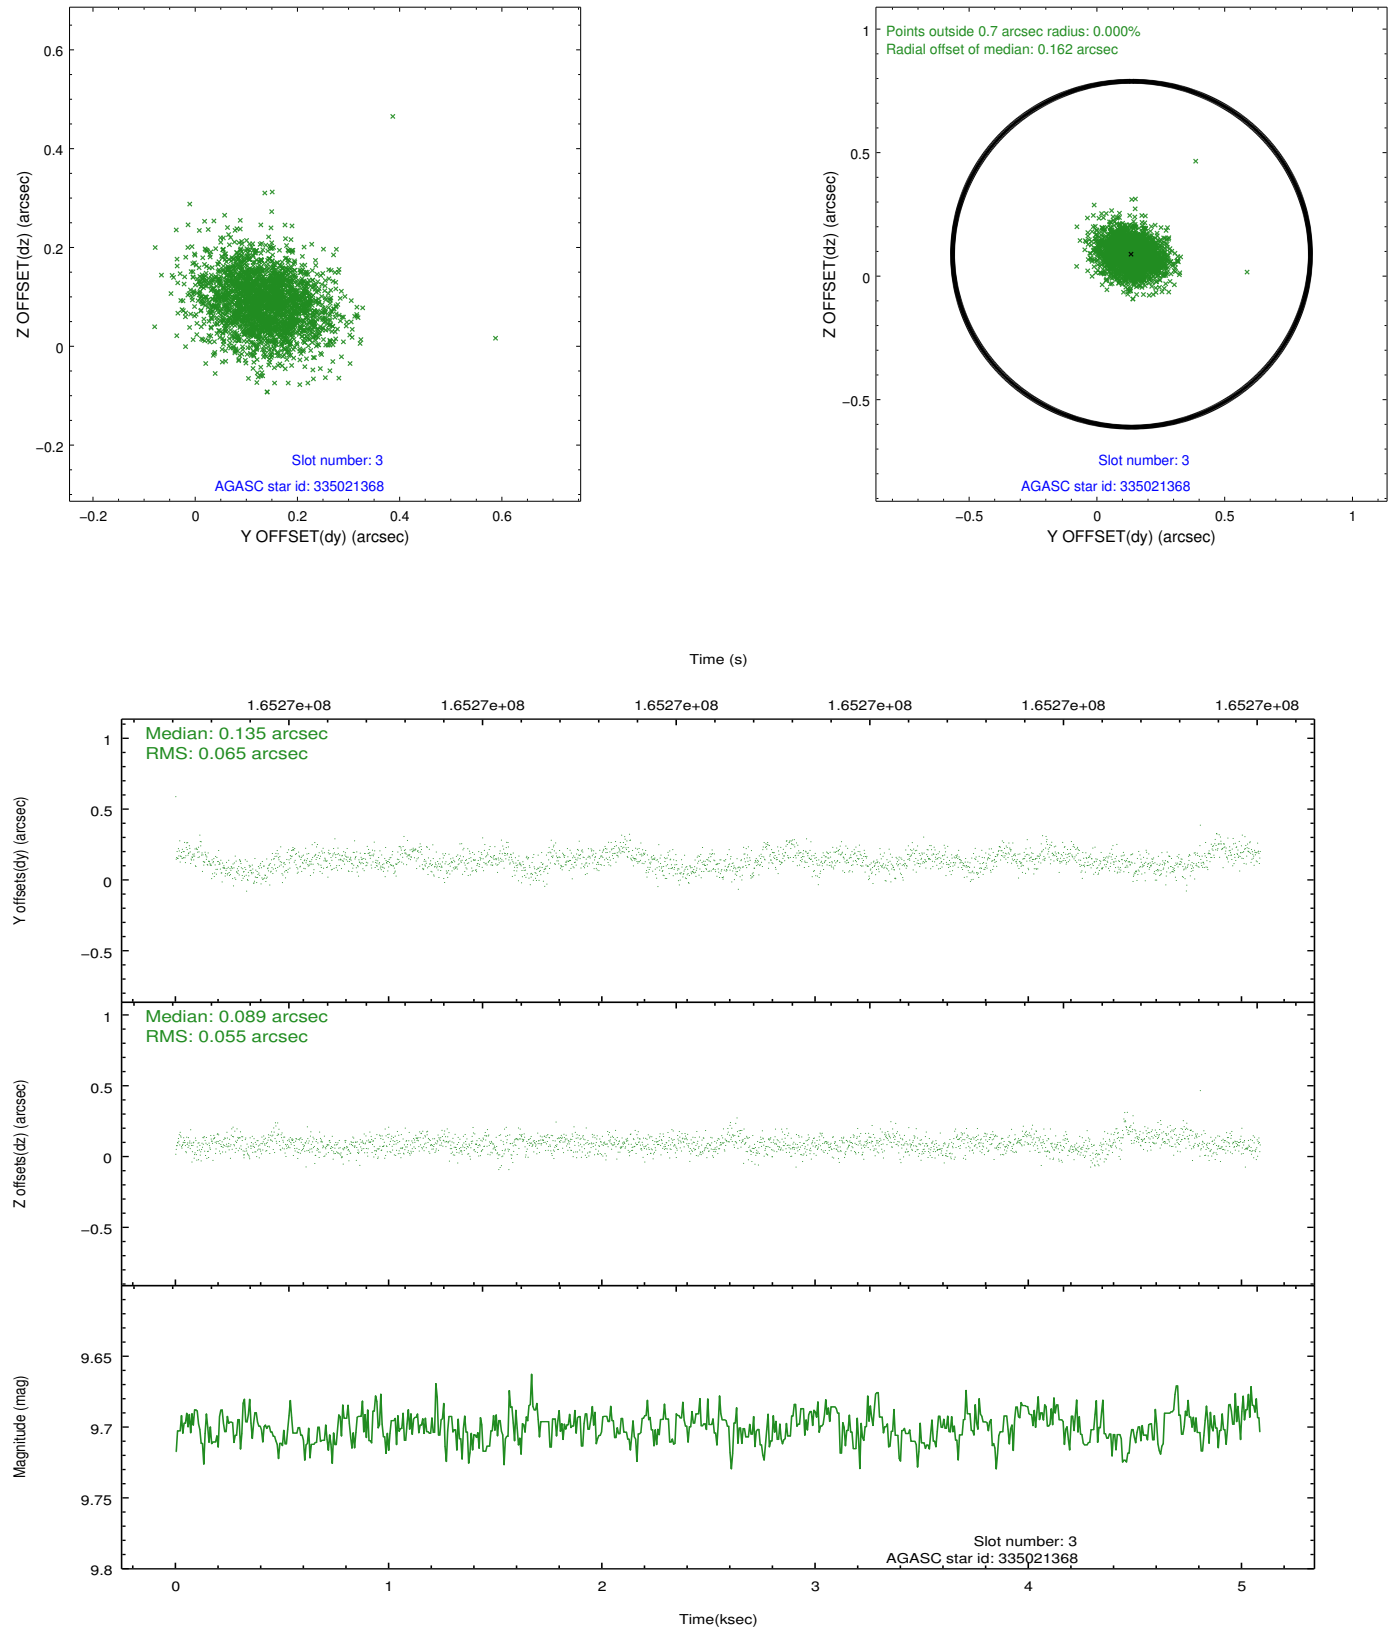 0.6
0.4
0.2
0
−0.2
Z OFFSET(dz) (arcsec)
Slot number: 3
AGASC star id: 335021368
−0.2 0 0.2 0.4 0.6
Y OFFSET(dy) (arcsec)
Points outside 0.7 arcsec radius: 0.000%
Radial offset of median: 0.162 arcsec
1
0.5
0
−0.5
Z OFFSET(dz) (arcsec)
Slot number: 3
AGASC star id: 335021368
−0.5 0 0.5 1
Y OFFSET(dy) (arcsec)
Time (s)
1.6527e+08 1.6527e+08 1.6527e+08 1.6527e+08 1.6527e+08 1.6527e+08
Median: 0.135 arcsec
RMS: 0.065 arcsec
1
0.5
0
−0.5
Y offsets(dy) (arcsec)
Median: 0.089 arcsec
RMS: 0.055 arcsec
1
0.5
0
−0.5
Z offsets(dz) (arcsec)
9.65
9.7
9.75
9.8
Magnitude (mag)
Slot number: 3
AGASC star id: 335021368
0 1 2 3 4 5
Time(ksec)